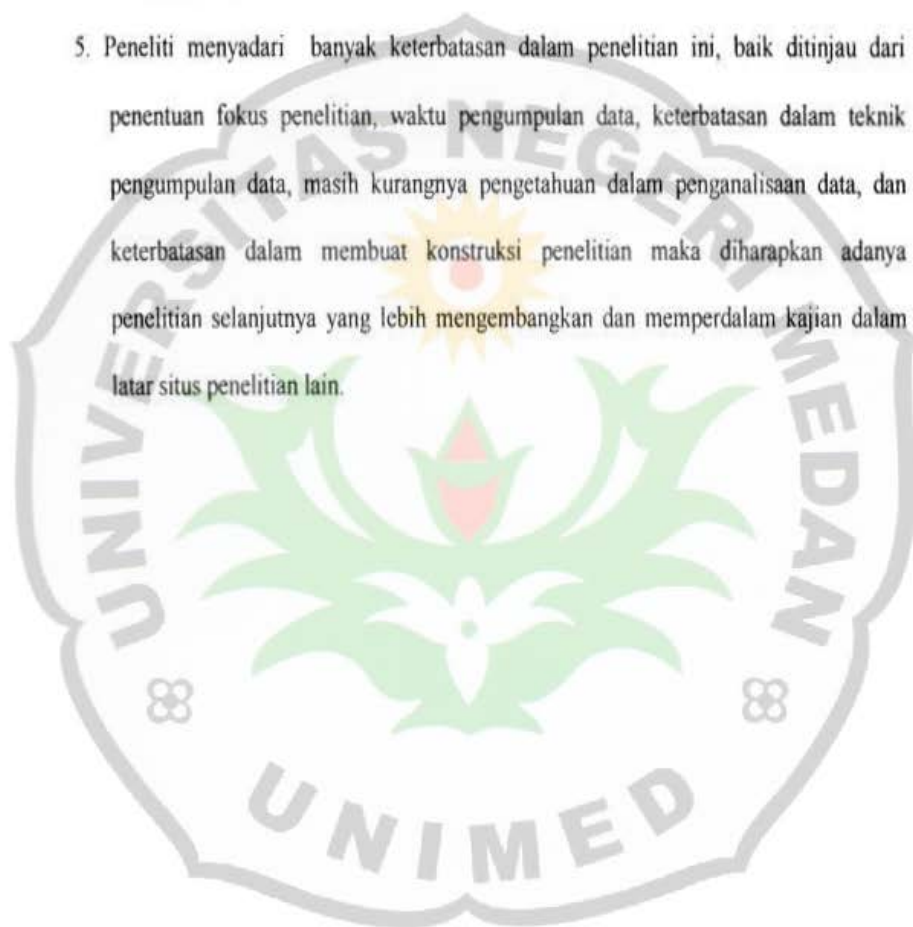 5. Peneliti menyadari banyak keterbatasan dalam penelitian ini, baik ditinjau dari
penentuan fokus penelitian, waktu pengumpulan data, keterbatasan dalam teknik
pengumpulan data, masih kurangnya pengetahuan dalam penganalisaan data, dan
keterbatasan dalam membuat konstruksi penelitian maka diharapkan adanya
penelitian selanjutnya yang lebih mengembangkan dan memperdalam kajian dalam
latar situs penelitian lain.
UNIVERSITAS NEGERI MEDAN
UNIMED